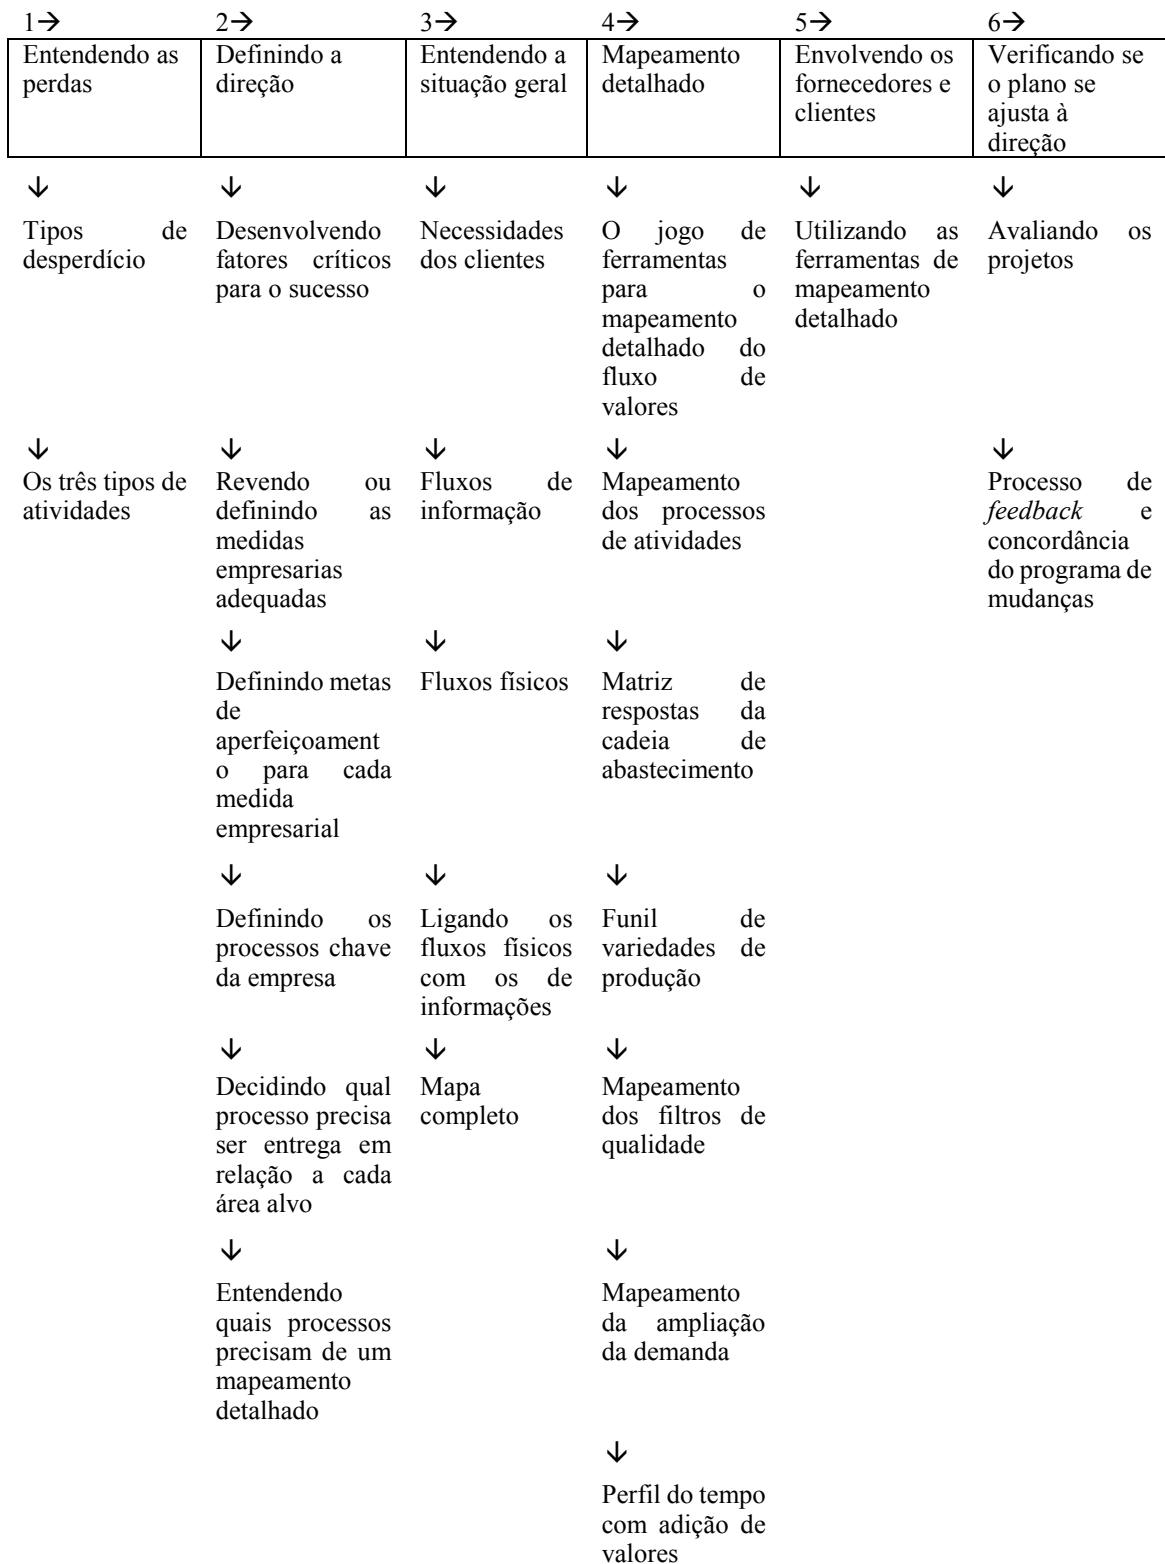 1→
2→
3→
4→
5→
6→
Entendendo as
perdas
Definindo a
direção
Entendendo a
situação geral
Mapeamento
detalhado
Envolvendo os
fornecedores e
clientes
Verificando se
o plano se
ajusta à
direção
↓
↓
↓
↓
↓
↓
Tipos de
desperdício
Desenvolvendo
fatores críticos
para o sucesso
Necessidades
dos clientes
O jogo de
ferramentas
para o
mapeamento
detalhado do
fluxo de
valores
Utilizando as
ferramentas de
mapeamento
detalhado
Avaliando os
projetos
↓
↓
↓
↓
↓
Os três tipos de
atividades
Revendo ou
definindo as
medidas
empresarias
adequadas
Fluxos de
informação
Mapeamento
dos processos
de atividades
Processo de
feedback e
concordância
do programa de
mudanças
↓
↓
↓
Definindo metas
de
aperfeiçoament
o para cada
medida
empresarial
Fluxos físicos
Matriz de
respostas da
cadeia de
abastecimento
↓
↓
↓
Definindo os
processos chave
da empresa
Ligando os
fluxos físicos
com os de
informações
Funil de
variedades de
produção
↓
↓
↓
Decidindo qual
processo precisa
ser entrega em
relação a cada
área alvo
Mapa
completo
Mapeamento
dos filtros de
qualidade
↓
↓
Entendendo
quais processos
precisam de um
mapeamento
detalhado
Mapeamento
da ampliação
da demanda
↓
Perfil do tempo
com adição de
valores